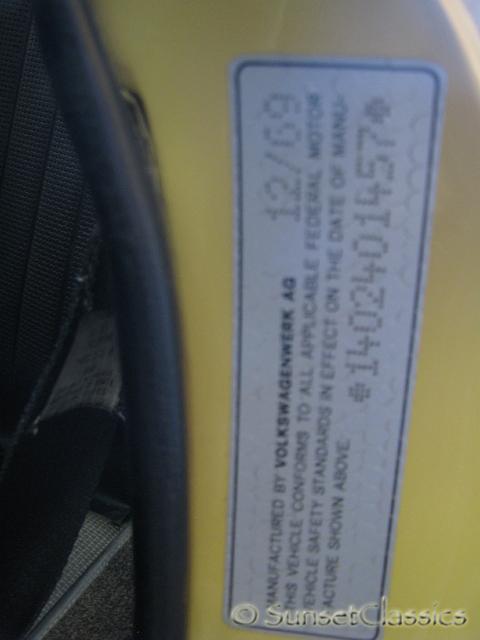 MANUFACTURED BY VOLKSWAGENWERK AG 12/69
THIS VEHICLE CONFORMS TO ALL APPLICABLE FEDERAL MOTOR
VEHICLE SAFETY STANDARDS IN EFFECT ON THE DATE OF MANU-
FACTURE SHOWN ABOVE. *1402401457*
© SunsetClassics